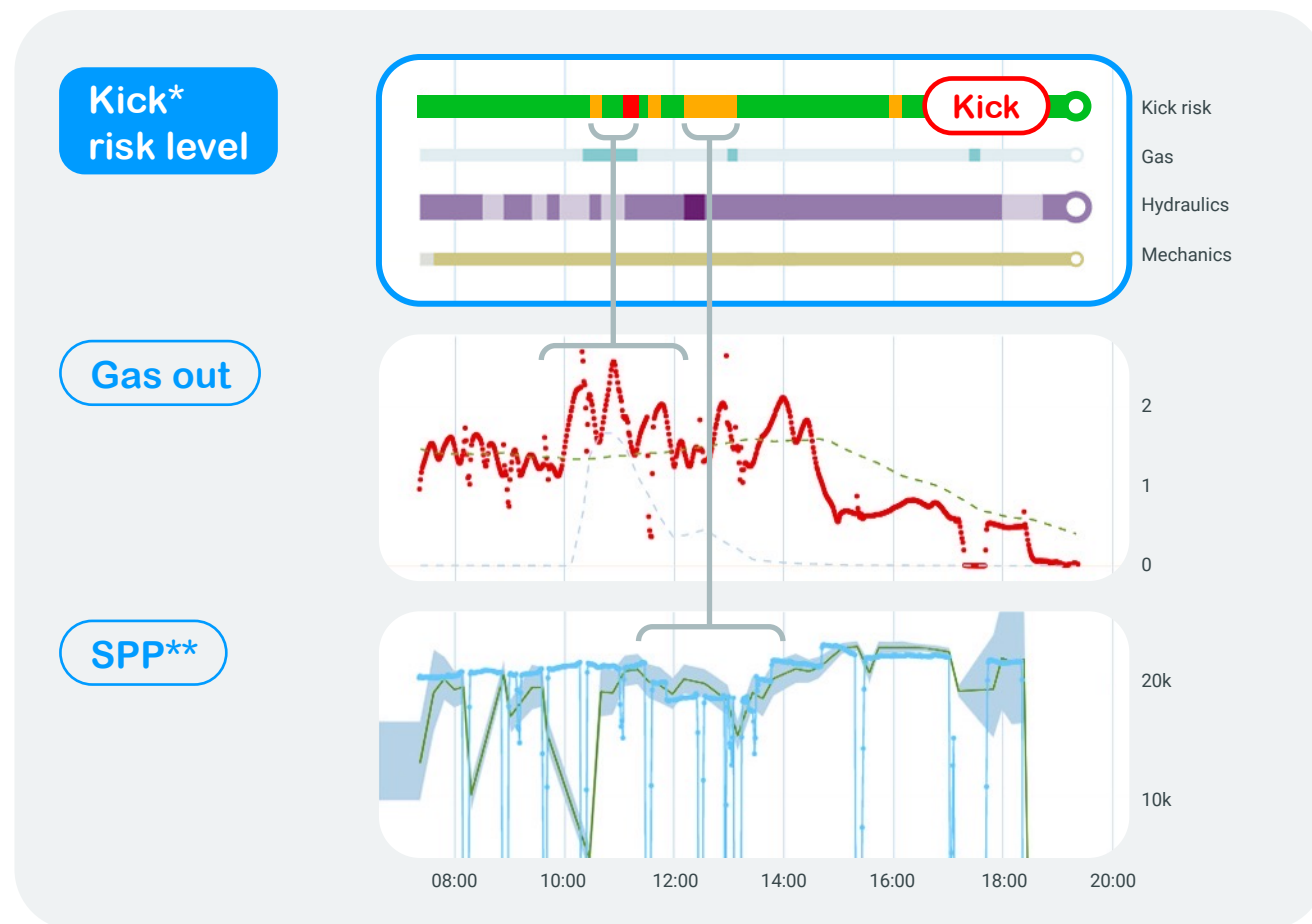 Kick*
risk level
Kick
Kick risk
Gas
Hydraulics
Mechanics
Gas out
2
1
0
SPP**
20k
10k
08:00
10:00
12:00
14:00
16:00
18:00
20:00